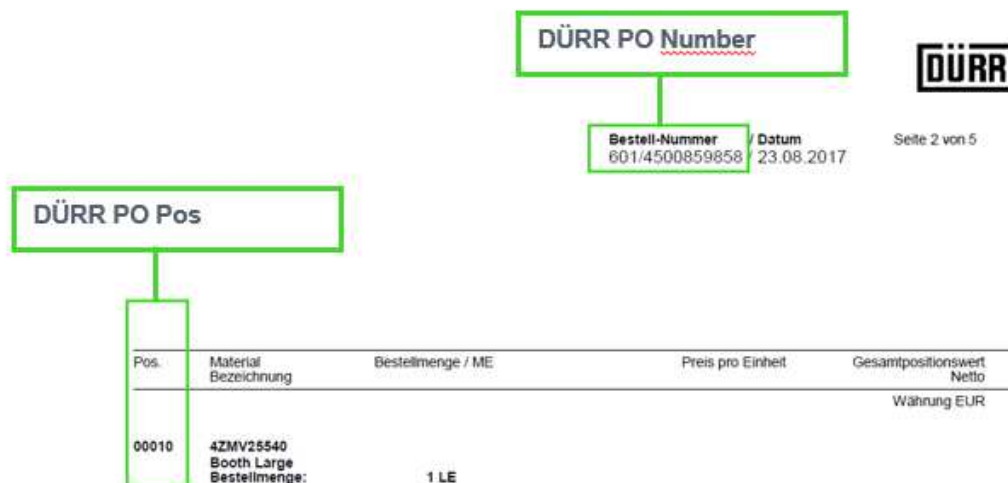 DÜRR PO Number
DÜRR
Bestell-Nummer / Datum Seite 2 von 5
601/4500859858 / 23.08.2017
DÜRR PO Pos
Pos. Material Bestellmenge / ME Preis pro Einheit Gesamtpositionswert
Bezeichnung Netto
Währung EUR
00010 4ZMV25540
Booth Large
Bestellmenge: 1 LE